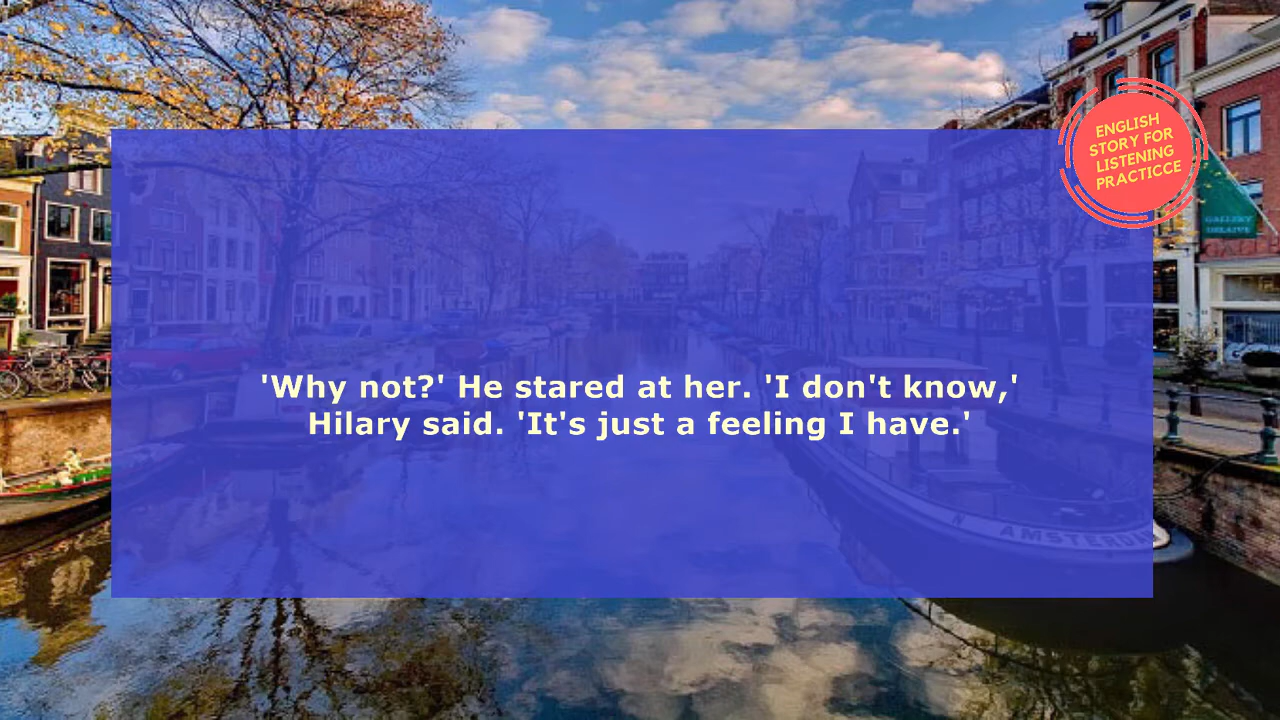 ENGLISH
STORY FOR
LISTENING
PRACTICCE
GALLERY
'Why not?' He stared at her. 'I don't know,'
Hilary said. 'It's just a feeling I have.'
AMSTERDAM